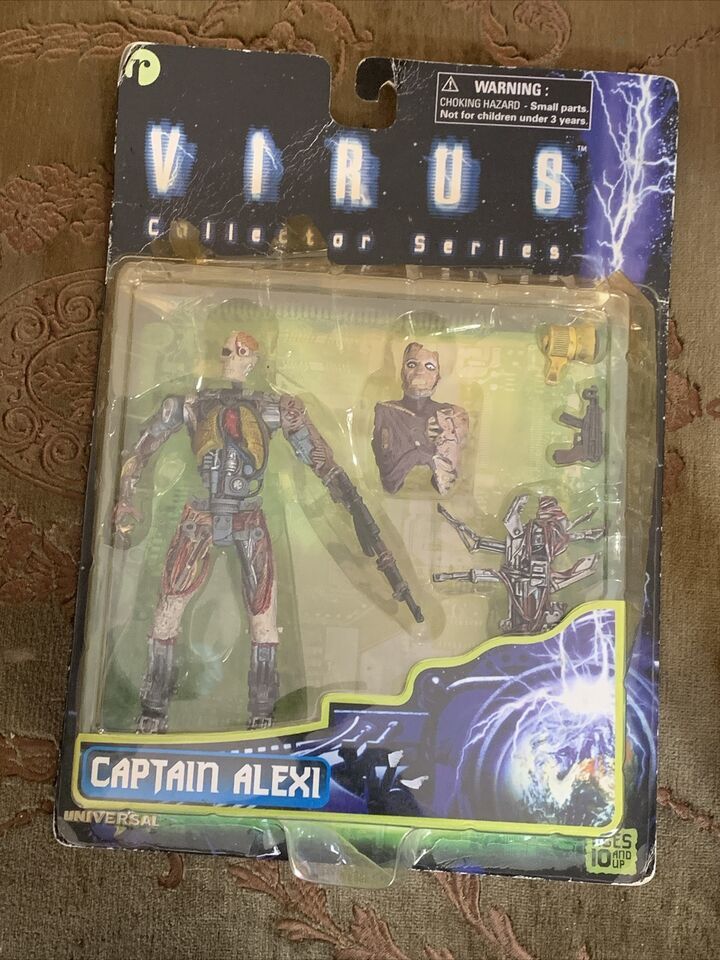 r
WARNING :
CHOKING HAZARD - Small parts.
Not for children under 3 years.
VIRUS™
Collector Series
CAPTAIN ALEXI
UNIVERSAL
AGES
10 AND UP